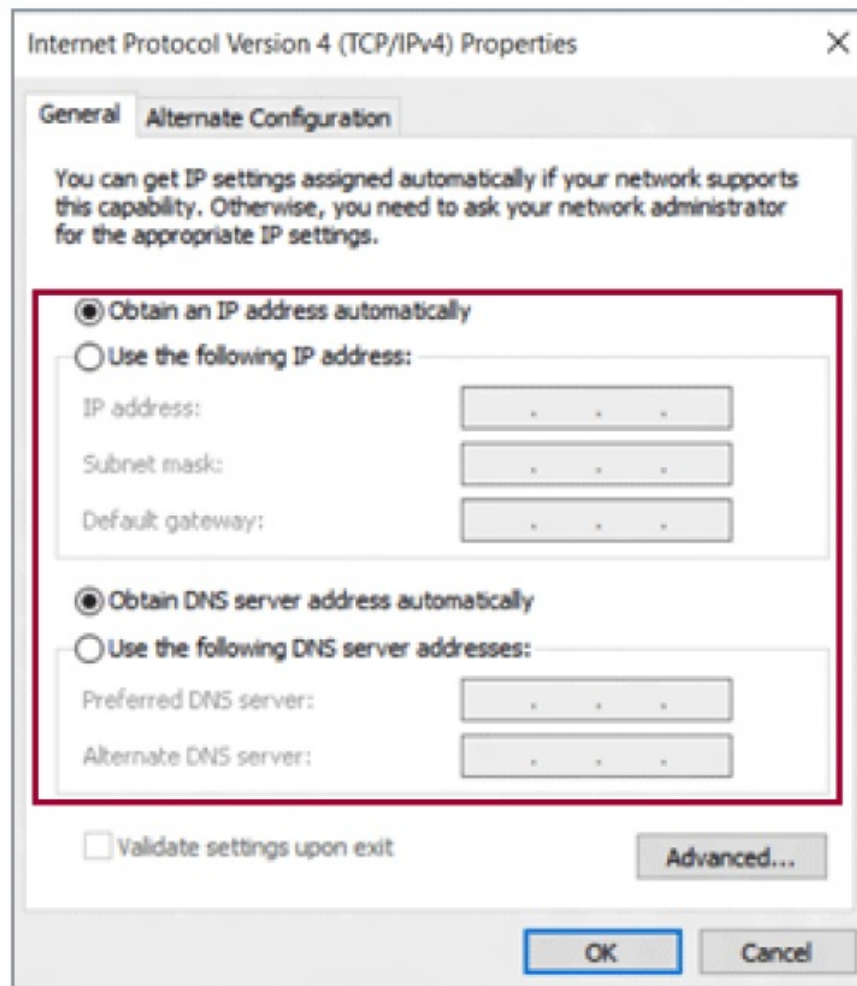 Internet Protocol Version 4 (TCP/IPv4) Properties
General
Alternate Configuration
You can get IP settings assigned automatically if your network supports
this capability. Otherwise, you need to ask your network administrator
for the appropriate IP settings.
Obtain an IP address automatically
Use the following IP address:
IP address:
Subnet mask:
Default gateway:
Obtain DNS server address automatically
Use the following DNS server addresses:
Preferred DNS server:
Alternate DNS server:
Validate settings upon exit
Advanced...
OK
Cancel